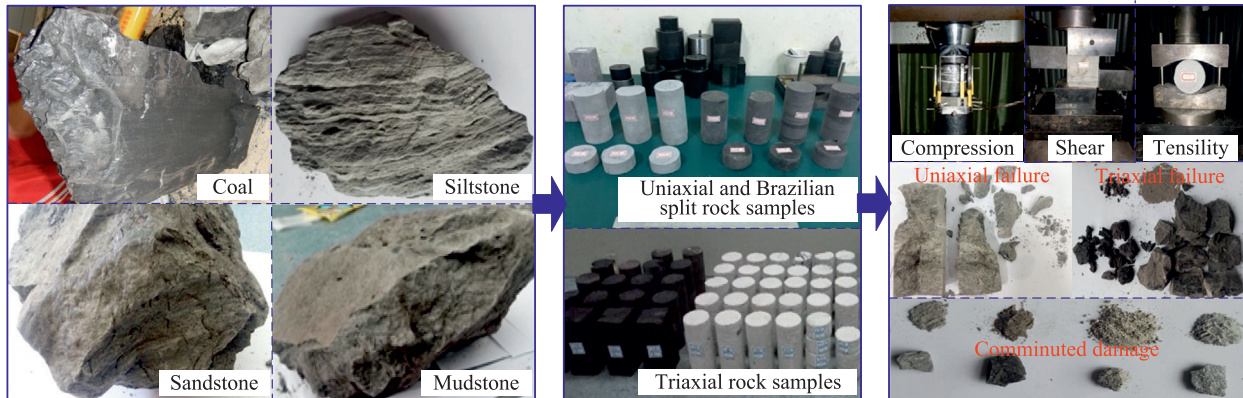 Coal
Siltstone
Sandstone
Mudstone
Uniaxial and Brazilian
split rock samples
Triaxial rock samples
Compression
Shear
Tensility
Uniaxial failure
Triaxial failure
Comminuted damage